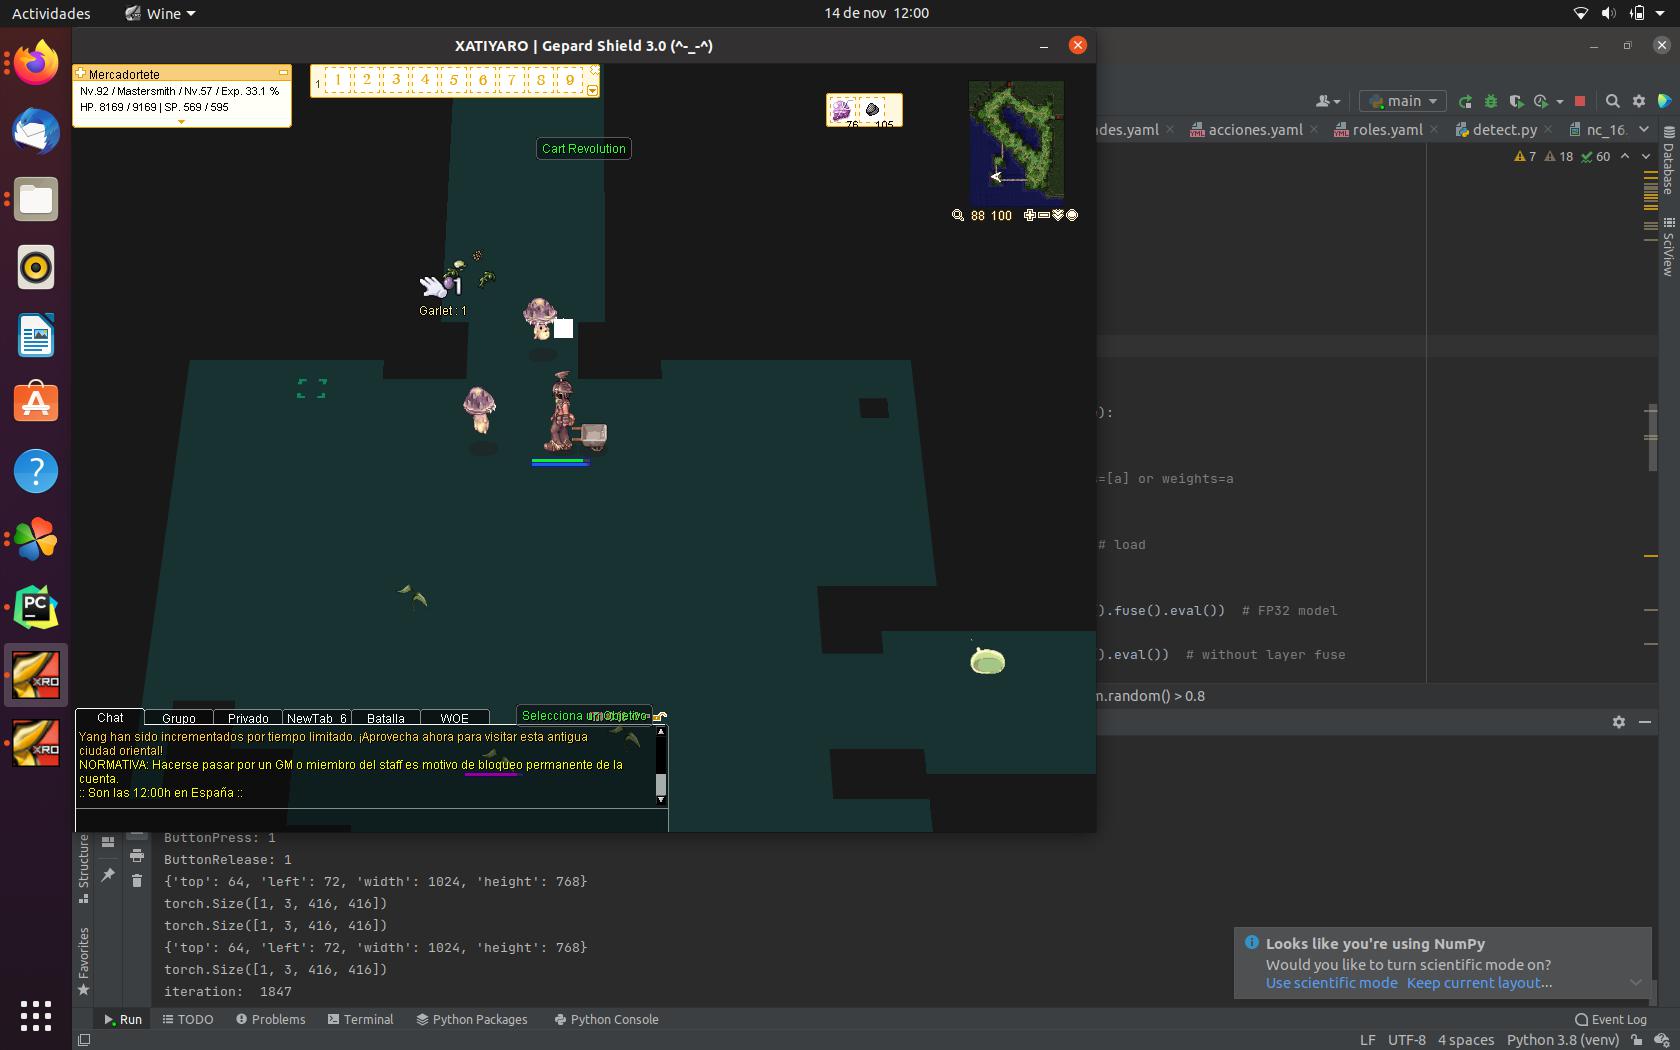 Actividades
Wine
14 de nov 12:00
XATIYARO | Gepard Shield 3.0 (^-_-^)
Mercadortete
Nv.92 / Mastersmith / Nv.57 / Exp. 33.1 %
HP. 8169 / 9169 | SP. 569 / 595
1
1 2 3 4 5 6 7 8 9
76 105
Cart Revolution
88 100
1
Garlet : 1
main
des.yaml
acciones.yaml
roles.yaml
detect.py
nc_16.
7 18 60
Database
SciView
):
=[a] or weights=a
# load
).fuse().eval()) # FP32 model
).eval()) # without layer fuse
m.random() > 0.8
Chat
Grupo
Privado
NewTab_6
Batalla
WOE
Selecciona un objetivo
Yang han sido incrementados por tiempo limitado. ¡Aprovecha ahora para visitar esta antigua
ciudad oriental!
NORMATIVA: Hacerse pasar por un GM o miembro del staff es motivo de bloqueo permanente de la
cuenta.
:: Son las 12:00h en España ::
ButtonPress: 1
ButtonRelease: 1
{'top': 64, 'left': 72, 'width': 1024, 'height': 768}
torch.Size([1, 3, 416, 416])
torch.Size([1, 3, 416, 416])
{'top': 64, 'left': 72, 'width': 1024, 'height': 768}
torch.Size([1, 3, 416, 416])
iteration: 1847
Structure
Favorites
Looks like you're using NumPy
Would you like to turn scientific mode on?
Use scientific mode Keep current layout...
Run
TODO
Problems
Terminal
Python Packages
Python Console
Event Log
LF UTF-8 4 spaces Python 3.8 (venv)
PC
XRO
XRO